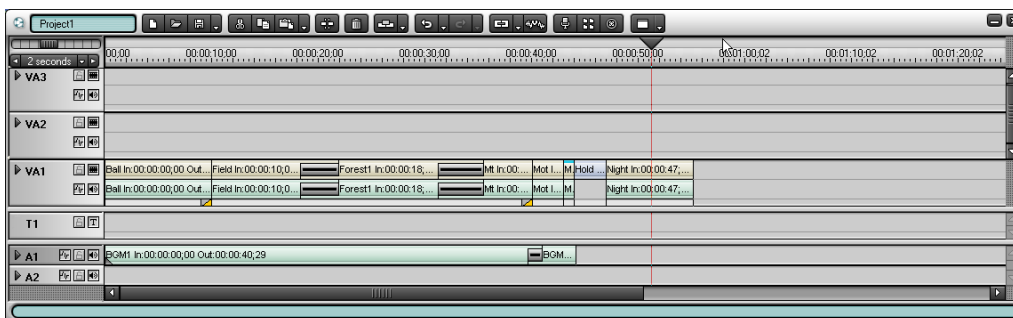 Project1
2 seconds
00;00 00:00:10;00 00:00:20;00 00:00:30;00 00:00:40;00 00:00:50;00 00:01:00;02 00:01:10;02 00:01:20;02
VA3
VA2
VA1
Ball In:00:00:00;00 Out... Field In:00:00:10;0... Forest1 In:00:00:18;... Mt In:00:... Mot I... M. Hold ... Night In:00:00:47;...
Ball In:00:00:00;00 Out... Field In:00:00:10;0... Forest1 In:00:00:18;... Mt In:00:... Mot I... M. Night In:00:00:47;...
T1 T
A1 BGM1 In:00:00:00;00 Out:00:00:40;29 BGM...
A2